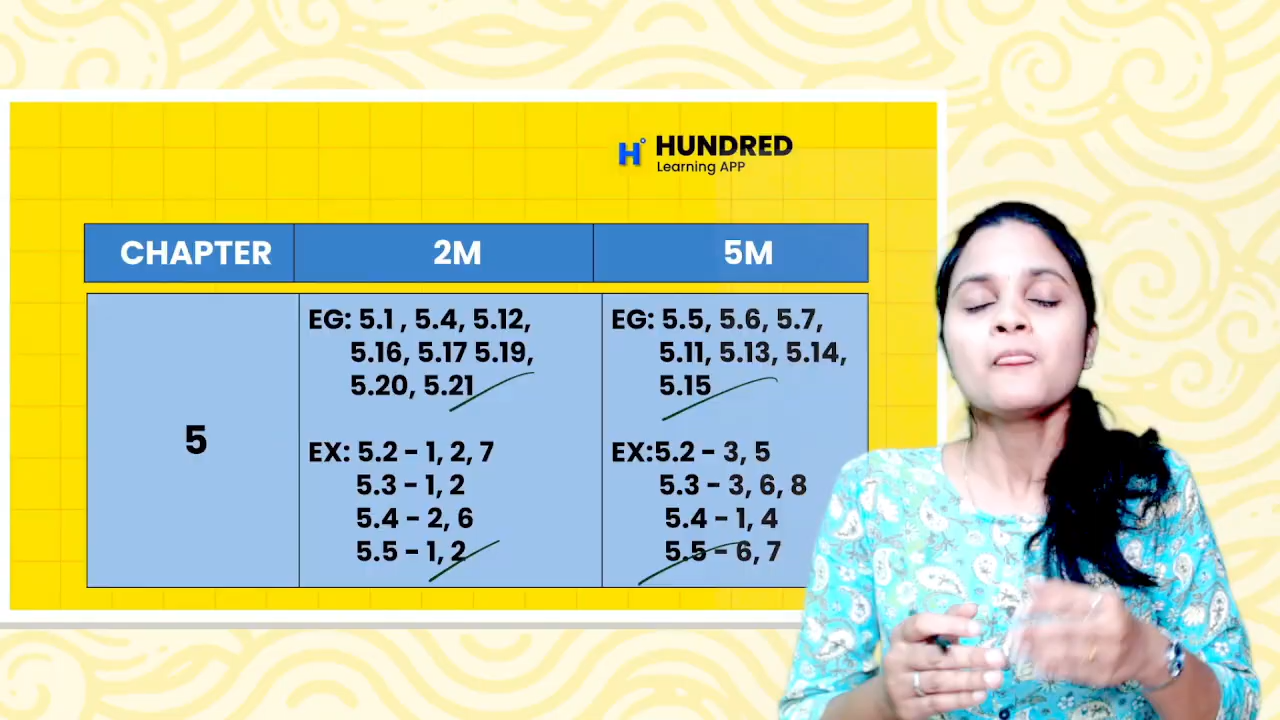 H° HUNDRED
Learning APP
CHAPTER 2M 5M
5
EG: 5.1 , 5.4, 5.12,
5.16, 5.17 5.19,
5.20, 5.21
EX: 5.2 - 1, 2, 7
5.3 - 1, 2
5.4 - 2, 6
5.5 - 1, 2
EG: 5.5, 5.6, 5.7,
5.11, 5.13, 5.14,
5.15
EX:5.2 - 3, 5
5.3 - 3, 6, 8
5.4 - 1, 4
5.5 - 6, 7